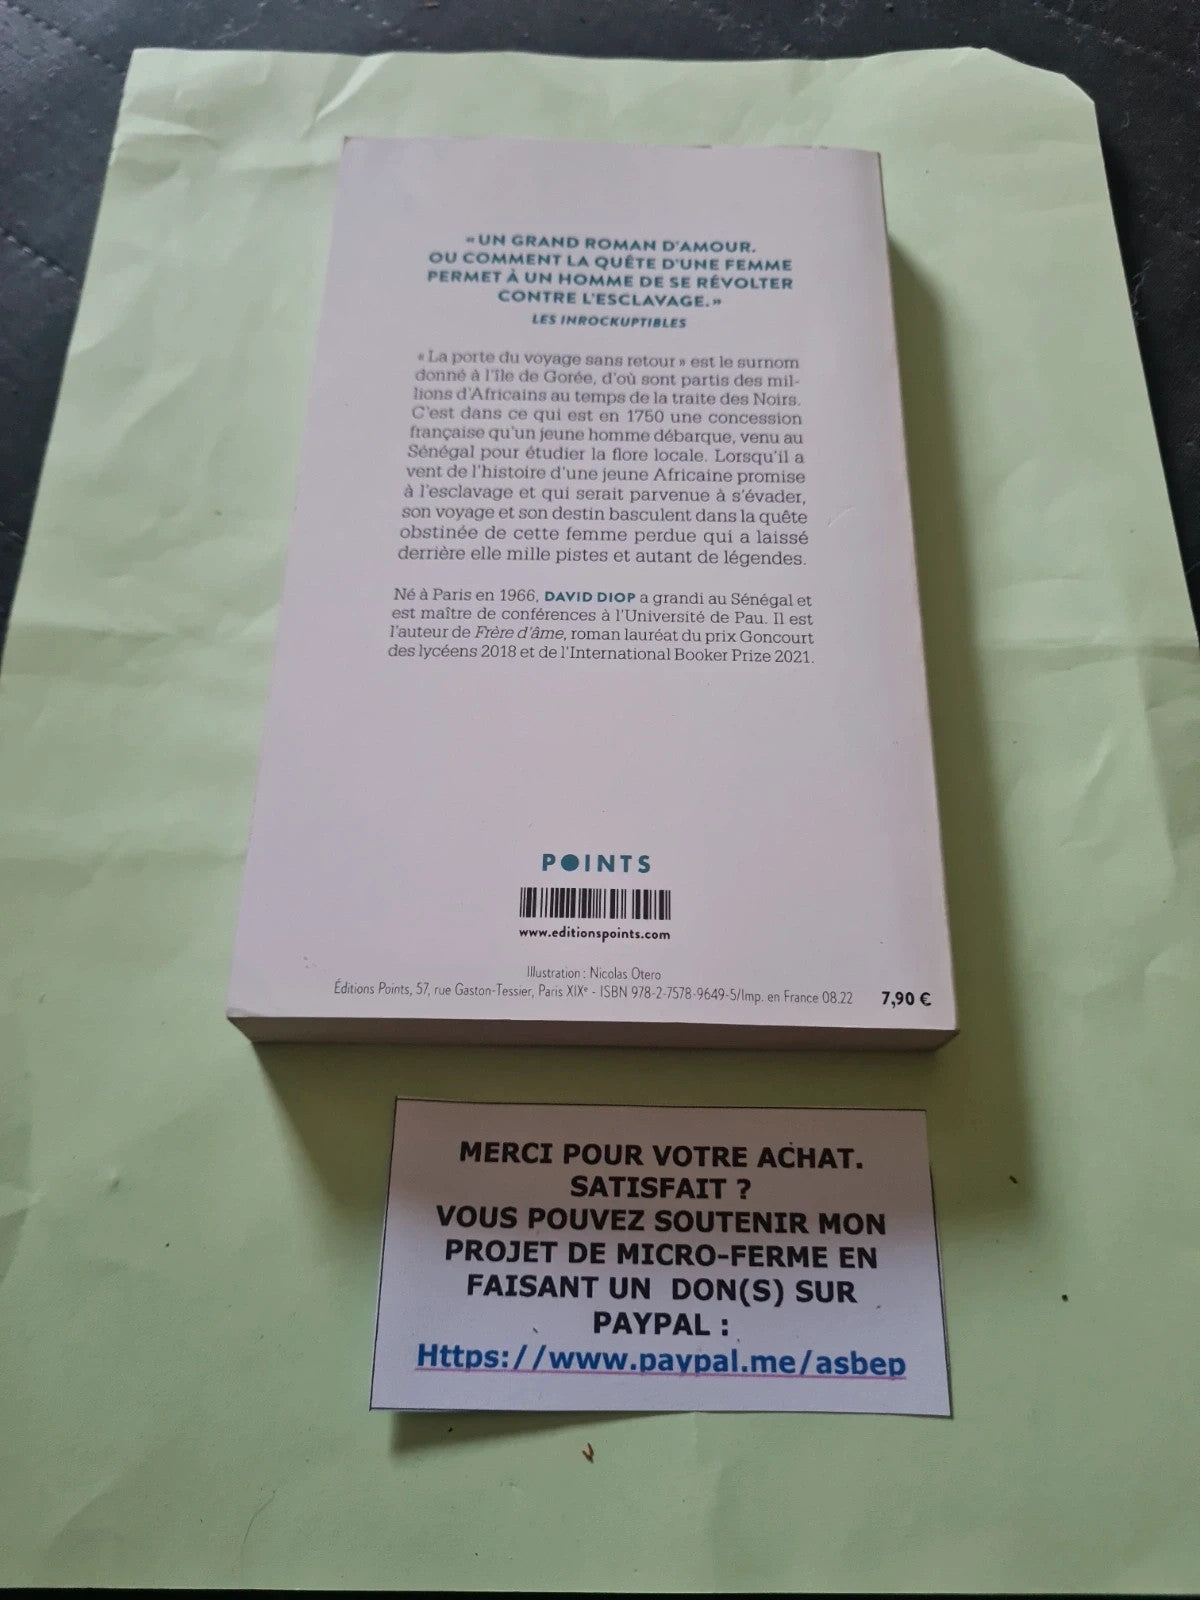 « UN GRAND ROMAN D'AMOUR.
OU COMMENT LA QUÊTE D'UNE FEMME
PERMET À UN HOMME DE SE RÉVOLTER
CONTRE L'ESCLAVAGE. »
LES INROCKUPTIBLES
« La porte du voyage sans retour » est le surnom
donné à l'île de Gorée, d'où sont partis des mil-
lions d'Africains au temps de la traite des Noirs.
C'est dans ce qui est en 1750 une concession
française qu'un jeune homme débarque, venu au
Sénégal pour étudier la flore locale. Lorsqu'il a
vent de l'histoire d'une jeune Africaine promise
à l'esclavage et qui serait parvenue à s'évader,
son voyage et son destin basculent dans la quête
obstinée de cette femme perdue qui a laissé
derrière elle mille pistes et autant de légendes.
Né à Paris en 1966, DAVID DIOP a grandi au Sénégal et
est maître de conférences à l'Université de Pau. Il est
l'auteur de Frère d'âme, roman lauréat du prix Goncourt
des lycéens 2018 et de l'International Booker Prize 2021.
POINTS
www.editionspoints.com
Illustration : Nicolas Otero
Éditions Points, 57, rue Gaston-Tessier, Paris XIXe - ISBN 978-2-7578-9649-5/Imp. en France 08.22 7,90 €
MERCI POUR VOTRE ACHAT.
SATISFAIT ?
VOUS POUVEZ SOUTENIR MON
PROJET DE MICRO-FERME EN
FAISANT UN DON(S) SUR
PAYPAL :
Https://www.paypal.me/asbep